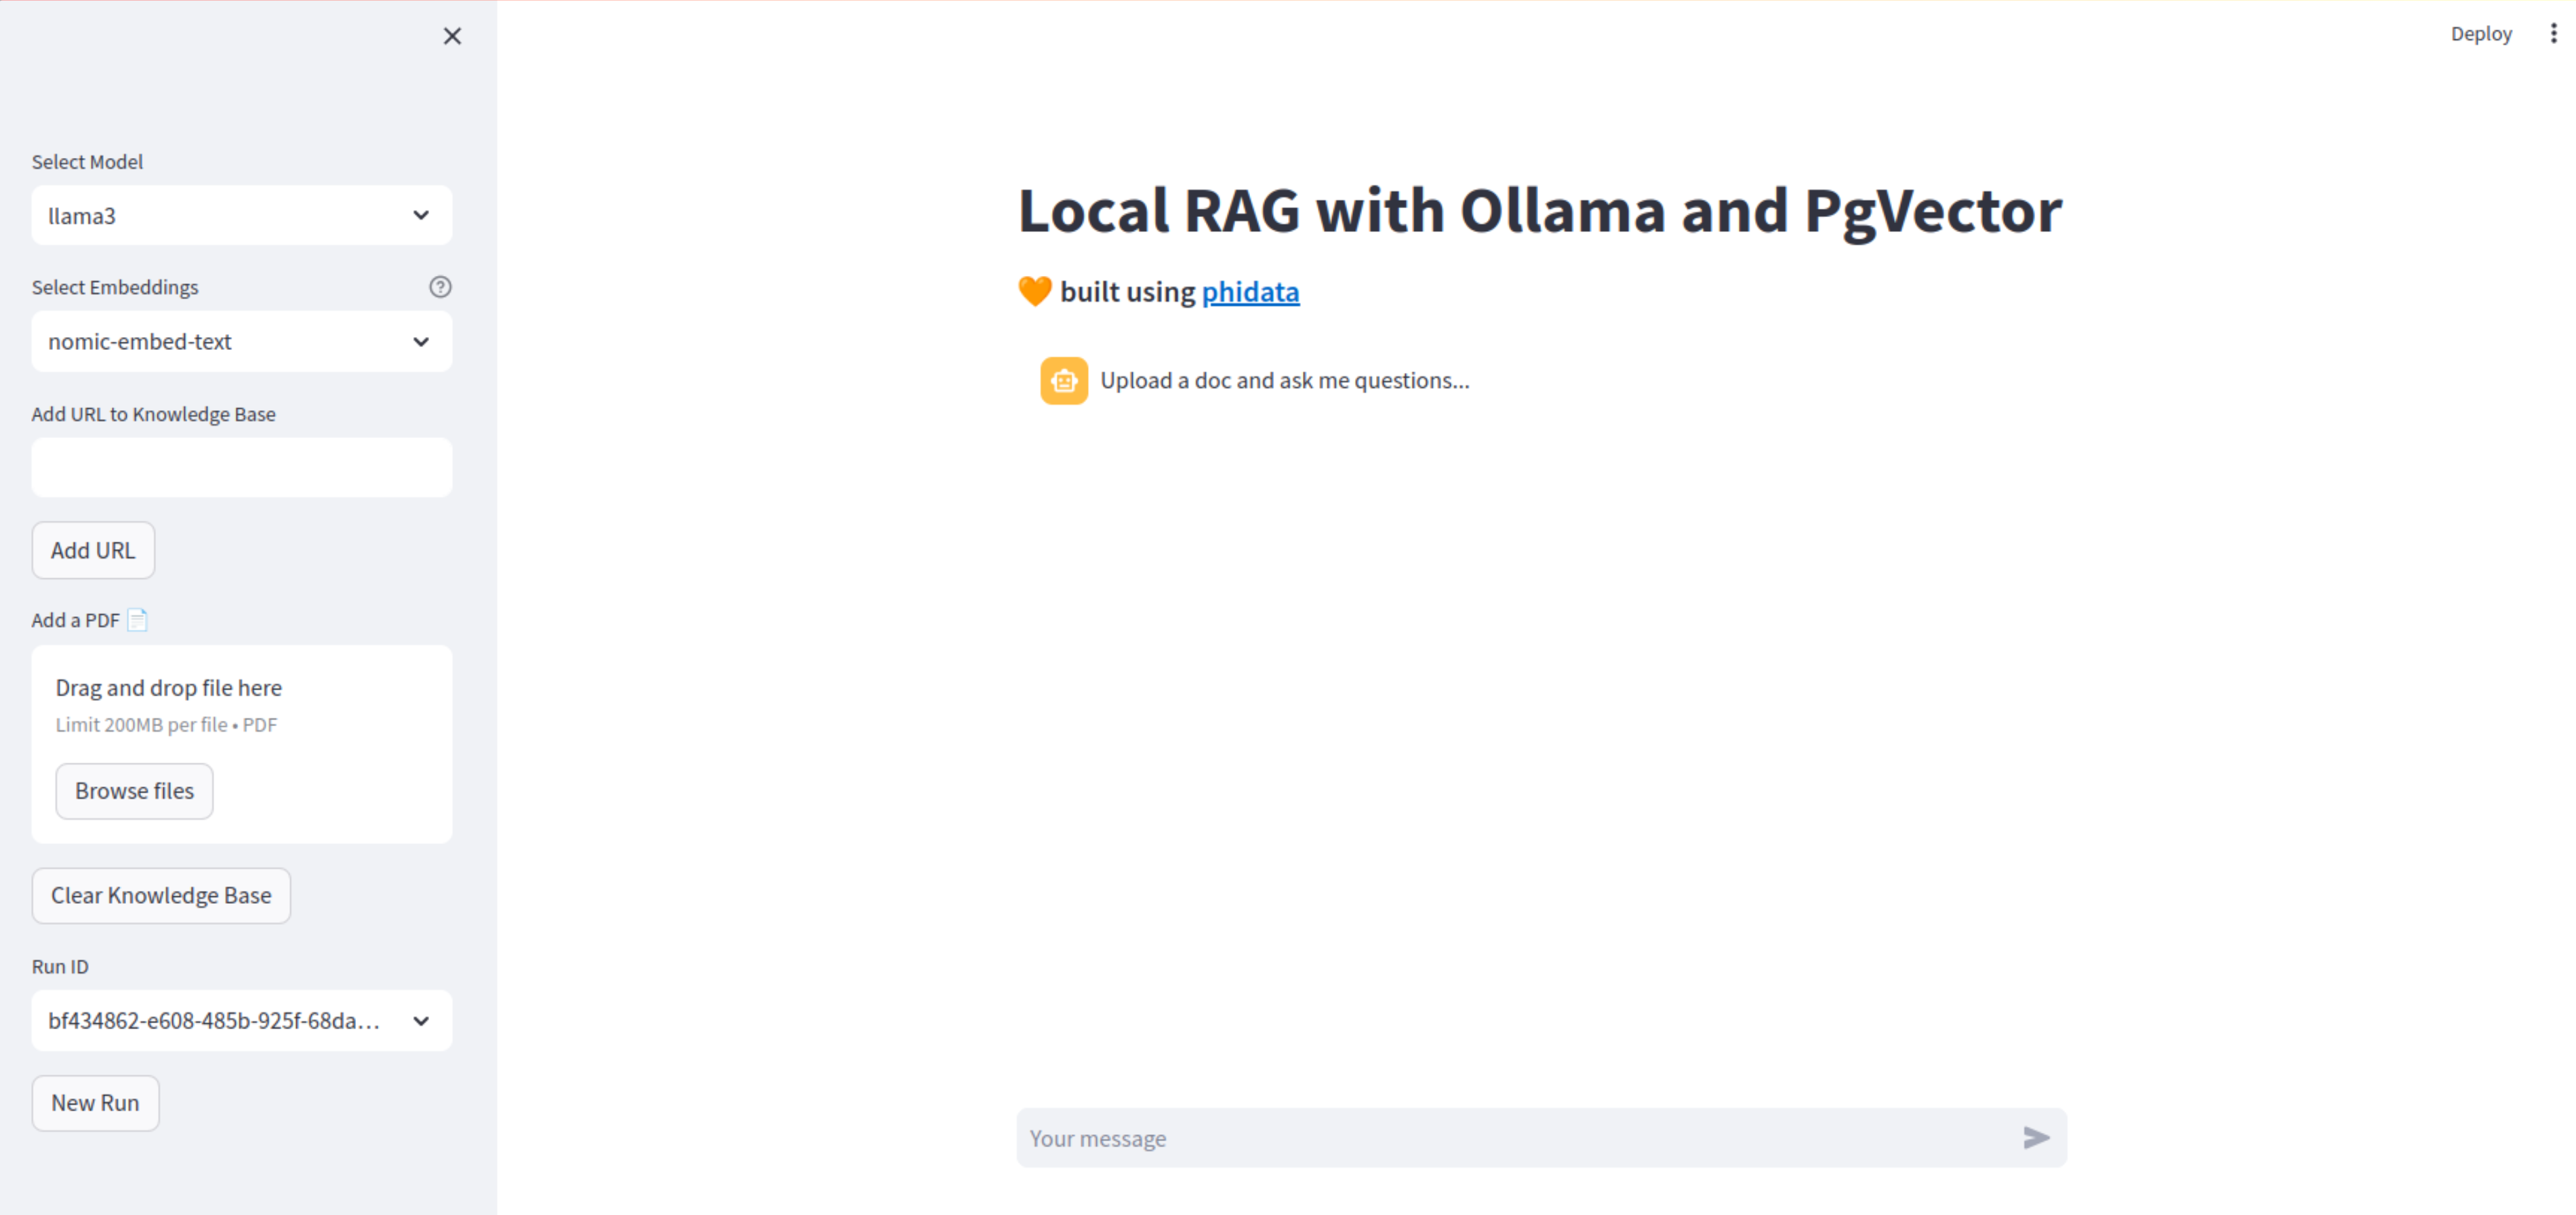 Deploy
Select Model
llama3
Select Embeddings
nomic-embed-text
Add URL to Knowledge Base
Add URL
Add a PDF 📄
Drag and drop file here
Limit 200MB per file • PDF
Browse files
Clear Knowledge Base
Run ID
bf434862-e608-485b-925f-68da...
New Run
Local RAG with Ollama and PgVector
🧡 built using phidata
Upload a doc and ask me questions...
Your message